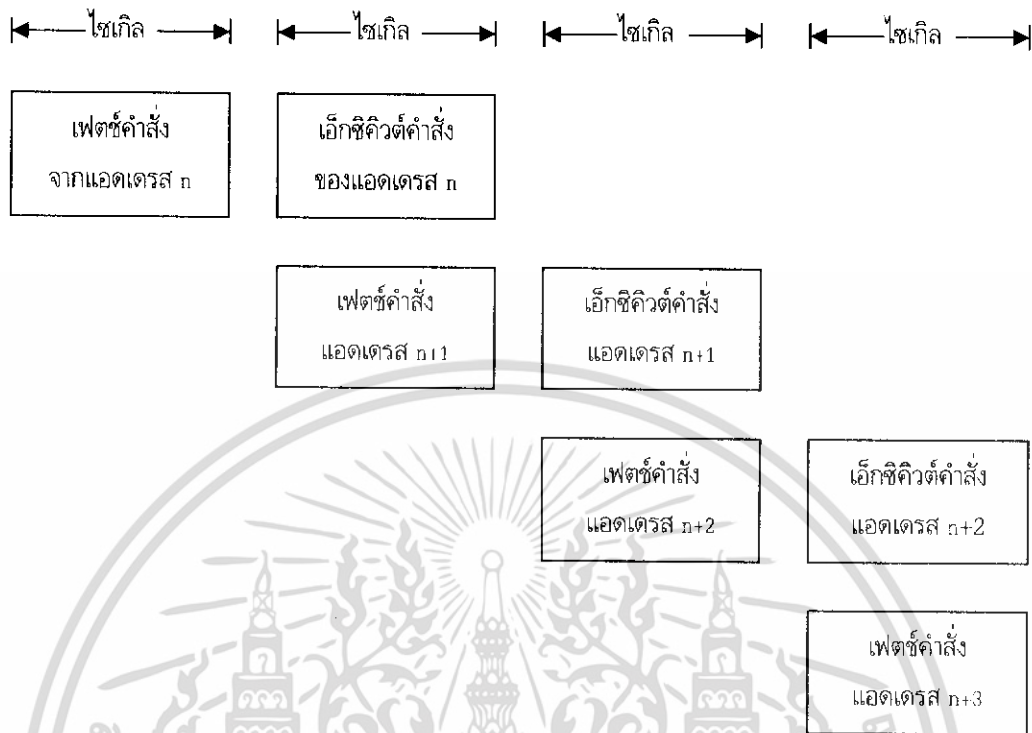 ไซเกิล ไซเกิล ไซเกิล ไซเกิล
เฟตช์คำสั่ง
จากแอดเดรส n
เอ็กซิคิวต์คำสั่ง
ของแอดเดรส n
เฟตช์คำสั่ง
แอดเดรส n+1
เอ็กซิคิวต์คำสั่ง
แอดเดรส n+1
เฟตช์คำสั่ง
แอดเดรส n+2
เอ็กซิคิวต์คำสั่ง
แอดเดรส n+2
เฟตช์คำสั่ง
แอดเดรส n+3